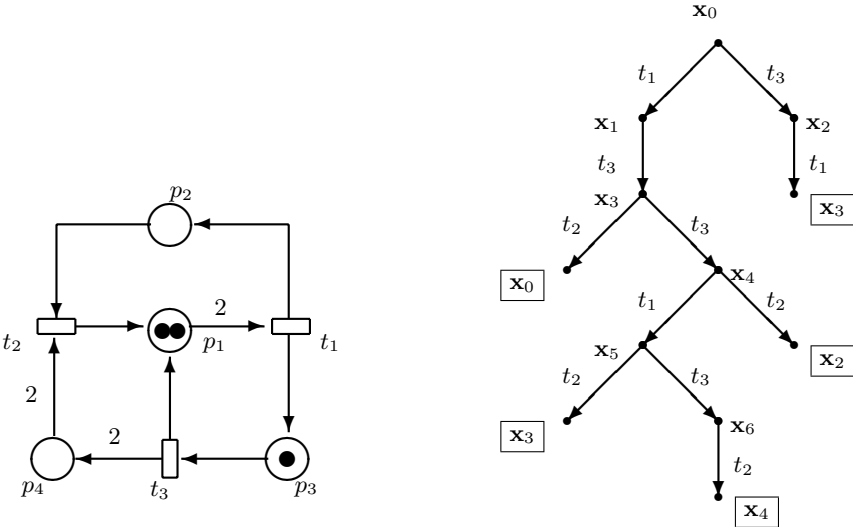 x₀
t₁
t₃
x₁
x₂
t₃
t₁
p₂
x₃
x₃
t₂
t₃
x₀
x₄
2
t₁
t₂
t₂
p₁
t₁
x₅
x₂
2
t₂
t₃
2
x₃
x₆
p₄
t₃
p₃
t₂
x₄